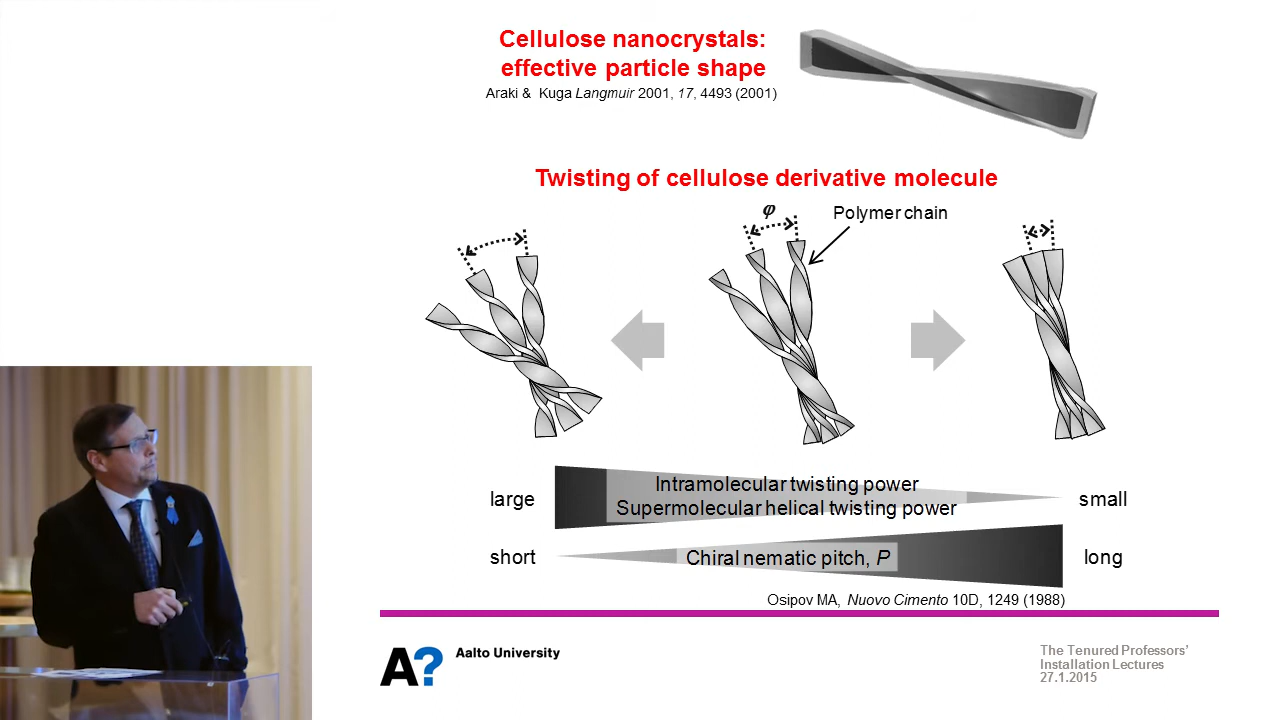 Cellulose nanocrystals:
effective particle shape
Araki & Kuga Langmuir 2001, 17, 4493 (2001)
Twisting of cellulose derivative molecule
φ
Polymer chain
large
Intramolecular twisting power
Supermolecular helical twisting power
small
short
Chiral nematic pitch, P
long
Osipov MA, Nuovo Cimento 10D, 1249 (1988)
A?
Aalto University
The Tenured Professors'
Installation Lectures
27.1.2015